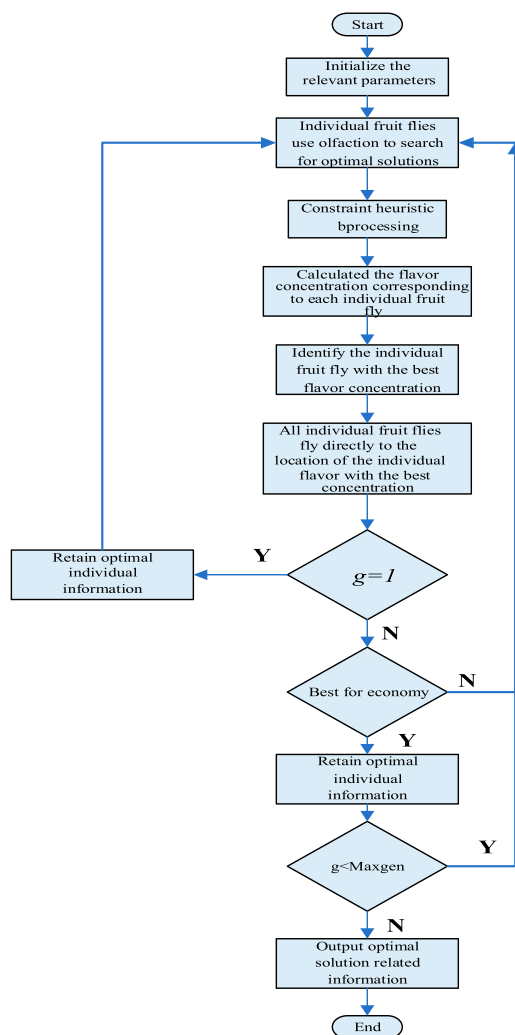 Start
Initialize the
relevant parameters
Individual fruit flies
use olfaction to search
for optimal solutions
Constraint heuristic
bprocessing
Calculated the flavor
concentration corresponding
to each individual fruit
fly
Identify the individual
fruit fly with the best
flavor concentration
All individual fruit flies
fly directly to the
location of the individual
flavor with the best
concentration
g=1
Y
Retain optimal
individual
information
N
Best for economy
N
Y
Retain optimal
individual
information
g<Maxgen
Y
N
Output optimal
solution related
information
End